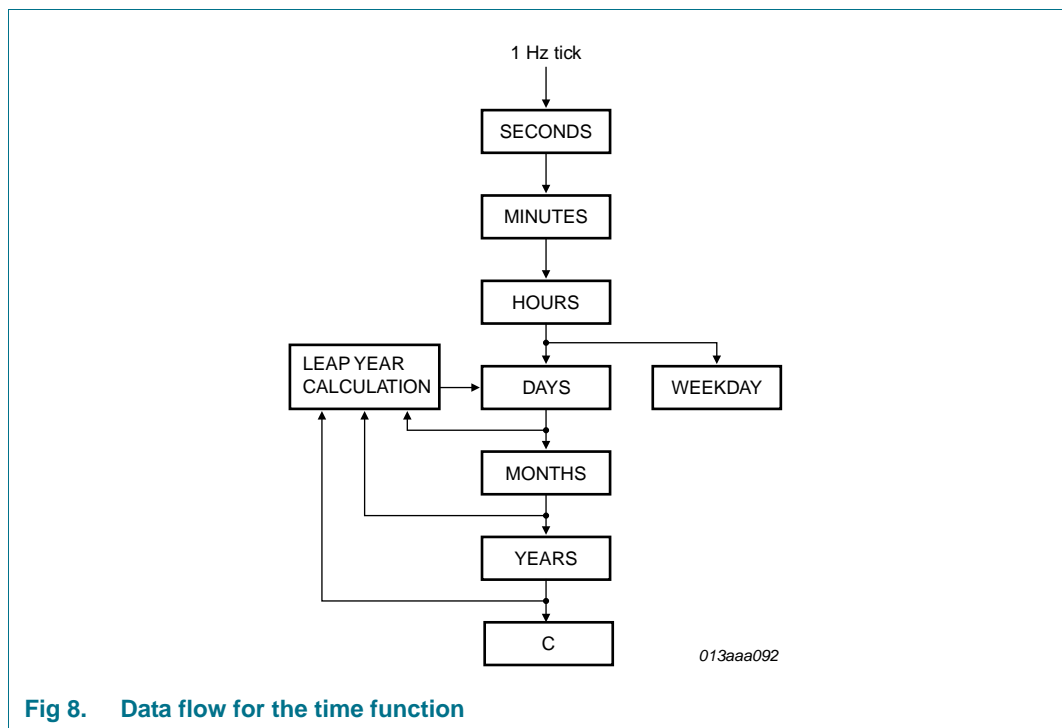 1 Hz tick
SECONDS
MINUTES
HOURS
LEAP YEAR
CALCULATION
DAYS
WEEKDAY
MONTHS
YEARS
C
013aaa092
Fig 8. Data flow for the time function